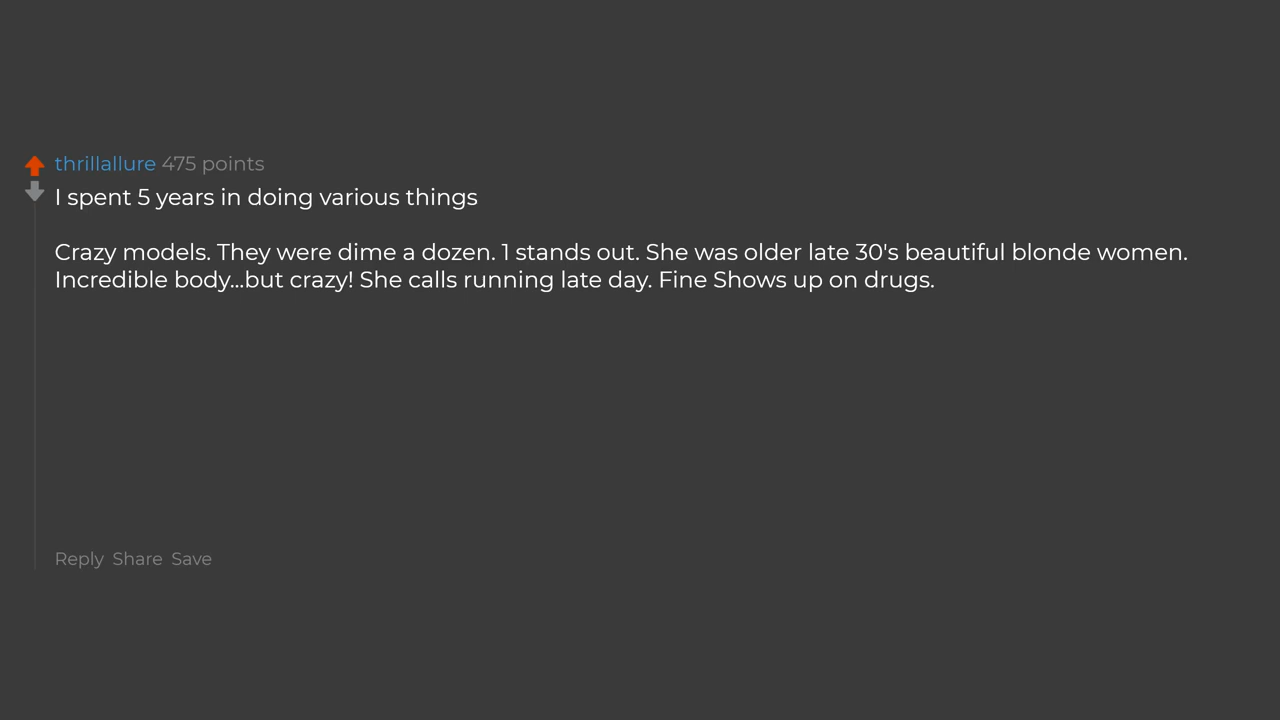 thrillallure 475 points
I spent 5 years in doing various things
Crazy models. They were dime a dozen. 1 stands out. She was older late 30's beautiful blonde women.
Incredible body...but crazy! She calls running late day. Fine Shows up on drugs.
Reply Share Save